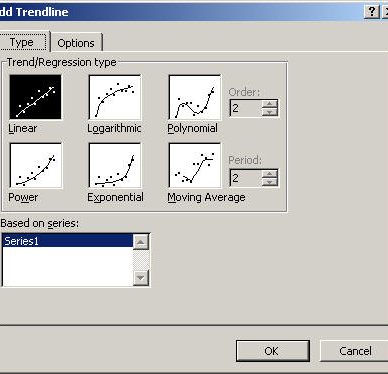 dd Trendline
Type Options
Trend/Regression type
Order:
2
Linear Logarithmic Polynomial
Period:
2
Power Exponential Moving Average
Based on series:
Series1
OK Cancel